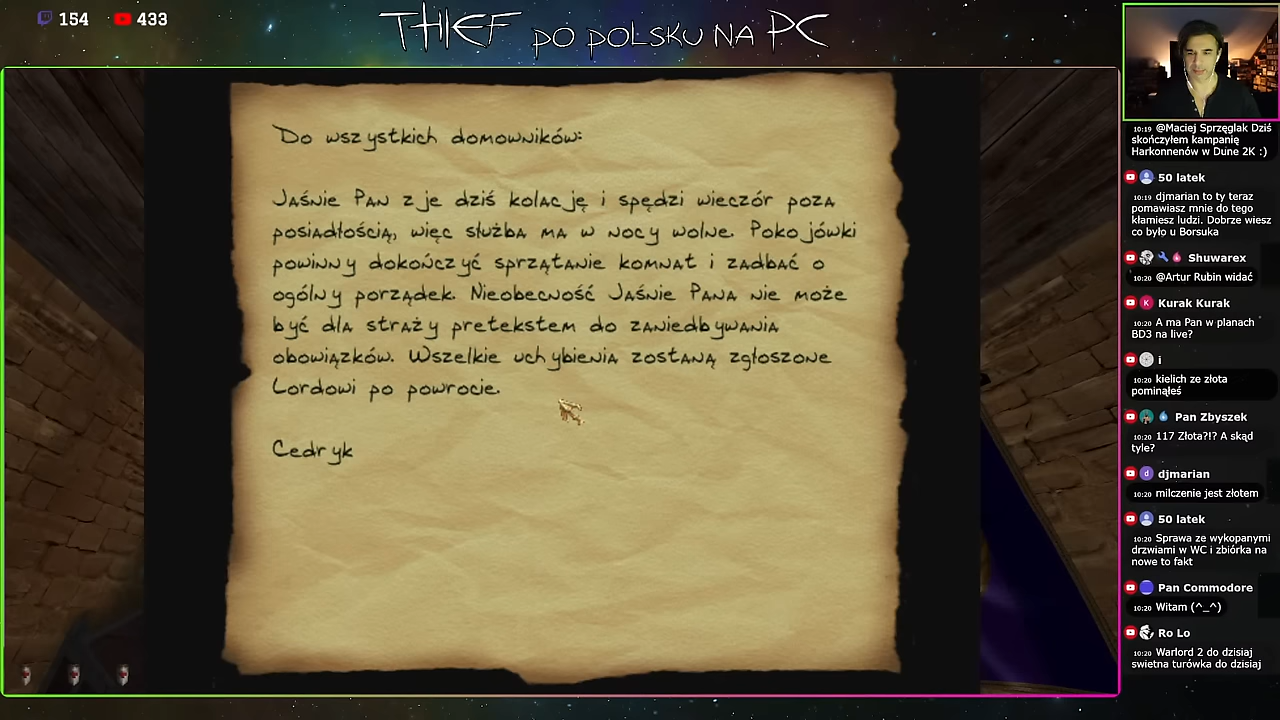 154 433
THIEF PO POLSKU NA PC
Do wszystkich domowników:
Jaśnie Pan zje dziś kolację i spędzi wieczór poza
posiadłością, więc służba ma w nocy wolne. Pokojówki
powinny dokończyć sprzątanie komnat i zadbać o
ogólny porządek. Nieobecność Jaśnie Pana nie może
być dla straży pretekstem do zaniedbywania
obowiązków. Wszelkie uchybienia zostaną zgłoszone
Lordowi po powrocie.
Cedryk
10:19 @Maciej Sprzęglak Dziś
skończyłem kampanię
Harkonnenów w Dune 2K :)
50 latek
10:19 djmarian to ty teraz
pomawiasz mnie do tego
kłamiesz ludzi. Dobrze wiesz
co było u Borsuka
Shuwarex
10:20 @Artur Rubin widać
K Kurak Kurak
10:20 A ma Pan w planach
BD3 na live?
i
10:20 kielich ze złota
pominąłeś
Pan Zbyszek
10:20 117 Złota?!? A skąd
tyle?
d djmarian
10:20 milczenie jest złotem
50 latek
10:20 Sprawa ze wykopanymi
drzwiami w WC i zbiórka na
nowe to fakt
Pan Commodore
10:20 Witam (^_^)
Ro Lo
10:20 Warlord 2 do dzisiaj
swietna turówka do dzisiaj